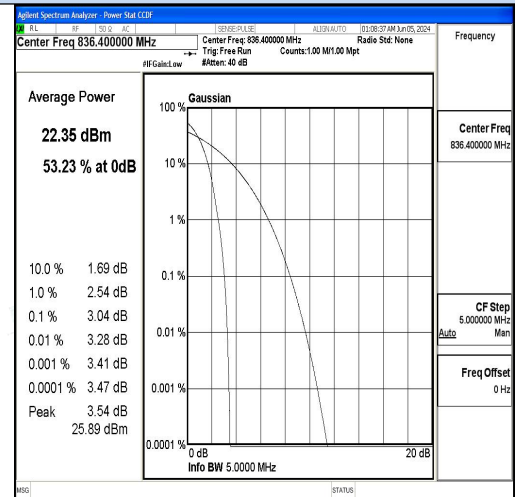 Agilent Spectrum Analyzer - Power Stat CCDF
RL RF 50 Ω AC SENSE:PULSE ALIGN AUTO 01:08:37 AM Jun 05, 2024
Center Freq 836.400000 MHz
Center Freq: 836.400000 MHz Radio Std: None
Trig: Free Run Counts:1.00 M/1.00 Mpt
#IFGain:Low #Atten: 40 dB
Frequency
Average Power
22.35 dBm
53.23 % at 0dB
10.0 % 1.69 dB
1.0 % 2.54 dB
0.1 % 3.04 dB
0.01 % 3.28 dB
0.001 % 3.41 dB
0.0001 % 3.47 dB
Peak 3.54 dB
25.89 dBm
Gaussian
100 %
10 %
1 %
0.1 %
0.01 %
0.001 %
0.0001 %
0 dB 20 dB
Info BW 5.0000 MHz
Center Freq
836.400000 MHz
CF Step
5.000000 MHz
Auto Man
Freq Offset
0 Hz
MSG STATUS